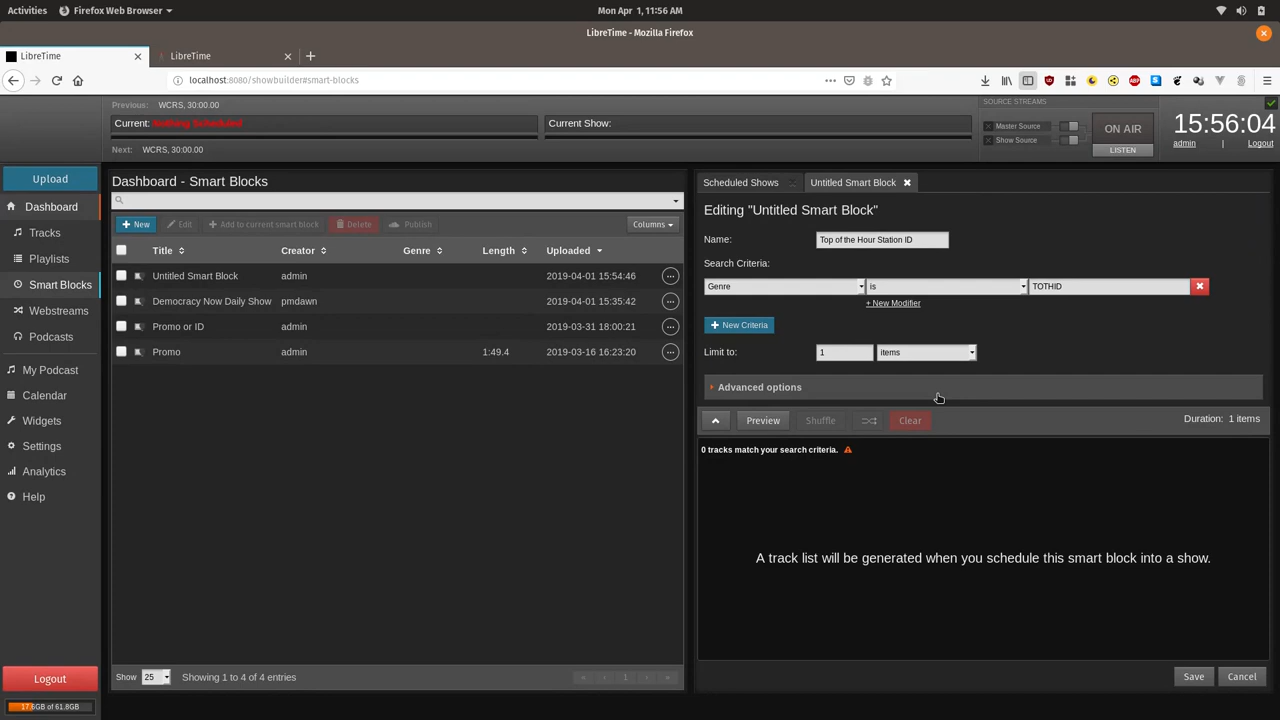 Activities Firefox Web Browser Mon Apr 1, 11:56 AM
LibreTime - Mozilla Firefox
LibreTime LibreTime
localhost:8080/showbuilder#smart-blocks
Previous: WCRS, 30:00.00
Current: Nothing Scheduled Current Show:
Next: WCRS, 30:00.00
SOURCE STREAMS
Master Source
Show Source
ON AIR
LISTEN
15:56:04
admin | Logout
Upload
Dashboard
Tracks
Playlists
Smart Blocks
Webstreams
Podcasts
My Podcast
Calendar
Widgets
Settings
Analytics
Help
Logout
17.6GB of 61.8GB
Dashboard - Smart Blocks
+ New Edit + Add to current smart block Delete Publish Columns
Title Creator Genre Length Uploaded
Untitled Smart Block admin 2019-04-01 15:54:46
Democracy Now Daily Show pmdawn 2019-04-01 15:35:42
Promo or ID admin 2019-03-31 18:00:21
Promo admin 1:49.4 2019-03-16 16:23:20
Show 25 Showing 1 to 4 of 4 entries « ‹ 1 › »
Scheduled Shows Untitled Smart Block
Editing "Untitled Smart Block"
Name: Top of the Hour Station ID
Search Criteria:
Genre is TOTHID
+ New Modifier
+ New Criteria
Limit to: 1 items
Advanced options
Preview Shuffle Clear Duration: 1 items
0 tracks match your search criteria.
A track list will be generated when you schedule this smart block into a show.
Save Cancel